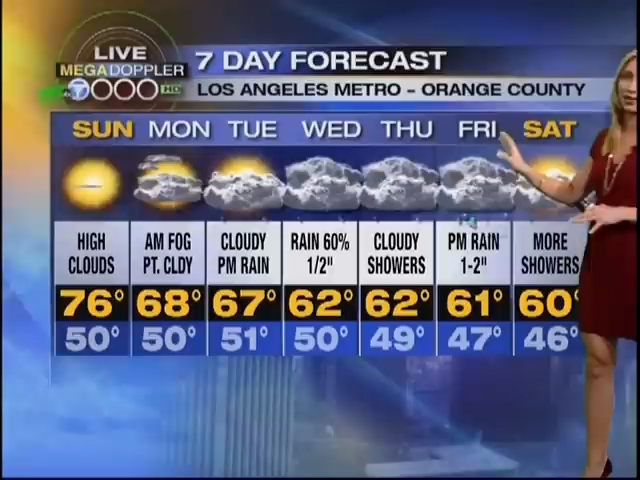 LIVE
MEGADOPPLER
7000 HD
7 DAY FORECAST
LOS ANGELES METRO - ORANGE COUNTY
SUN MON TUE WED THU FRI SAT
HIGH CLOUDS
AM FOG PT. CLDY
CLOUDY PM RAIN
RAIN 60% 1/2"
CLOUDY SHOWERS
PM RAIN 1-2"
MORE SHOWERS
76° 68° 67° 62° 62° 61° 60°
50° 50° 51° 50° 49° 47° 46°